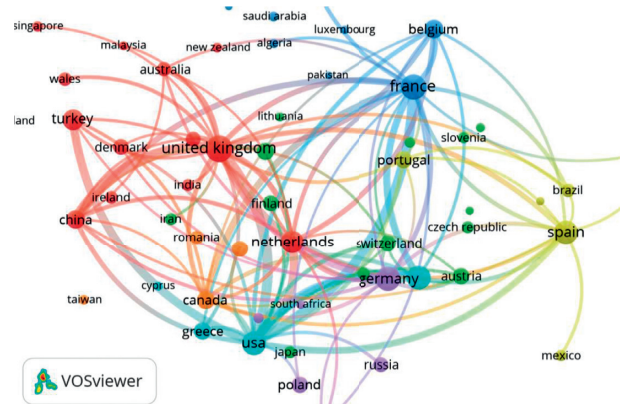 saudi arabia
singapore
luxembourg
belgium
malaysia
new zealand
algeria
australia
pakistan
wales
france
lithuania
land
turkey
slovenia
denmark
united kingdom
portugal
india
brazil
ireland
finland
china
iran
czech republic
spain
romania
netherlands
switzerland
germany
austria
cyprus
taiwan
canada
south africa
greece
usa
japan
mexico
russia
poland
VOSviewer